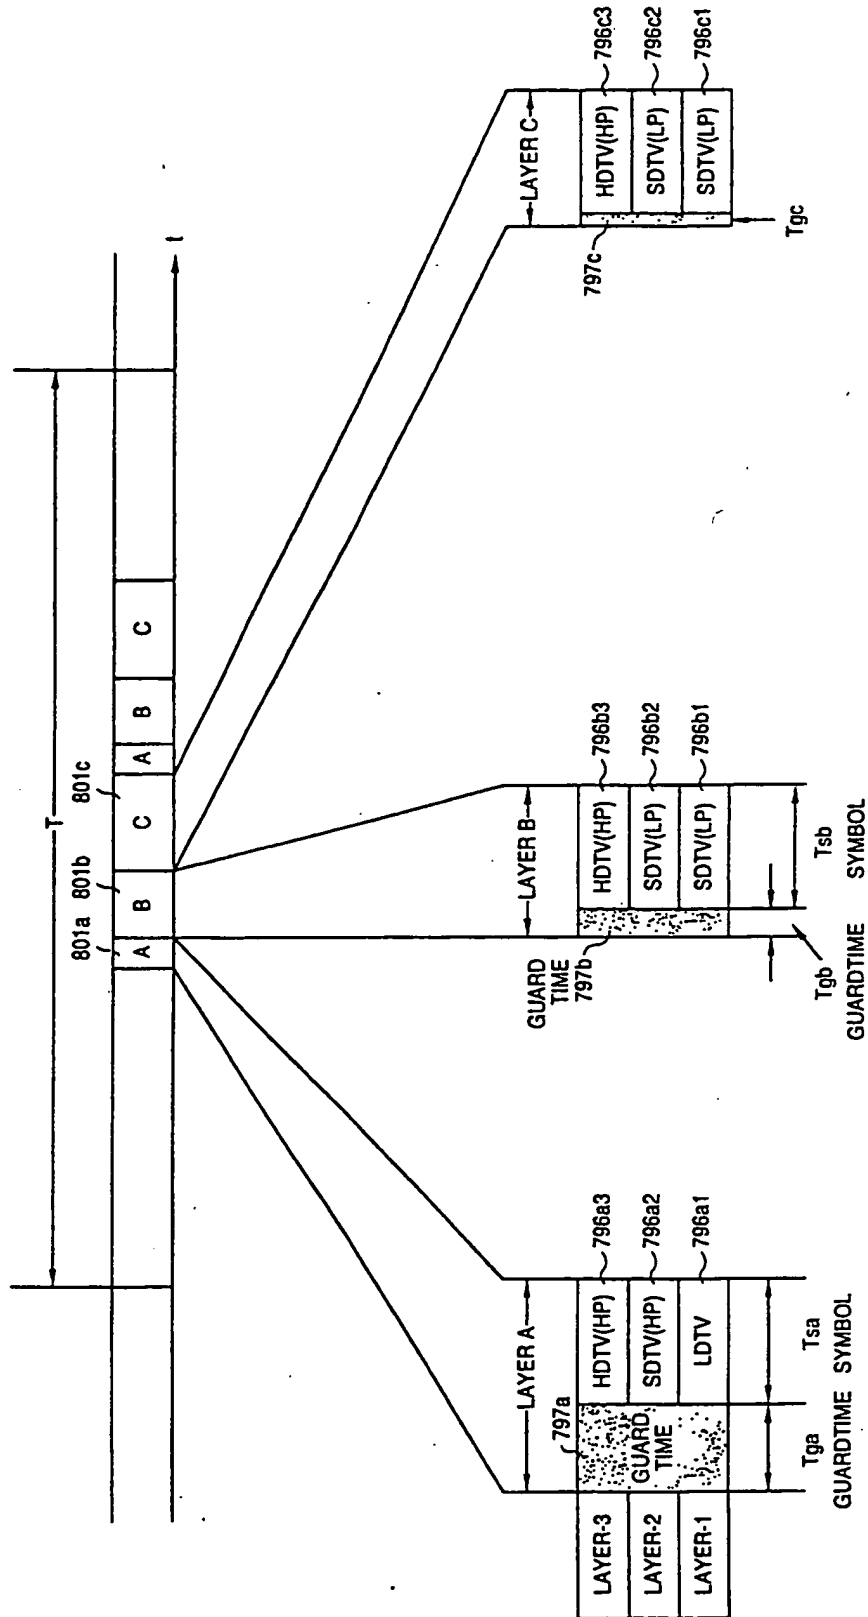 T
t
801a
801b
801c
A
B
C
A
B
C
LAYER A
797a
LAYER-3
LAYER-2
LAYER-1
GUARD
TIME
HDTV(HP)
SDTV(HP)
LDTV
796a3
796a2
796a1
Tga
GUARDTIME
Tsa
SYMBOL
LAYER B
GUARD
TIME
797b
HDTV(HP)
SDTV(LP)
SDTV(LP)
796b3
796b2
796b1
Tgb
GUARDTIME
Tsb
SYMBOL
LAYER C
797c
HDTV(HP)
SDTV(LP)
SDTV(LP)
796c3
796c2
796c1
Tgc